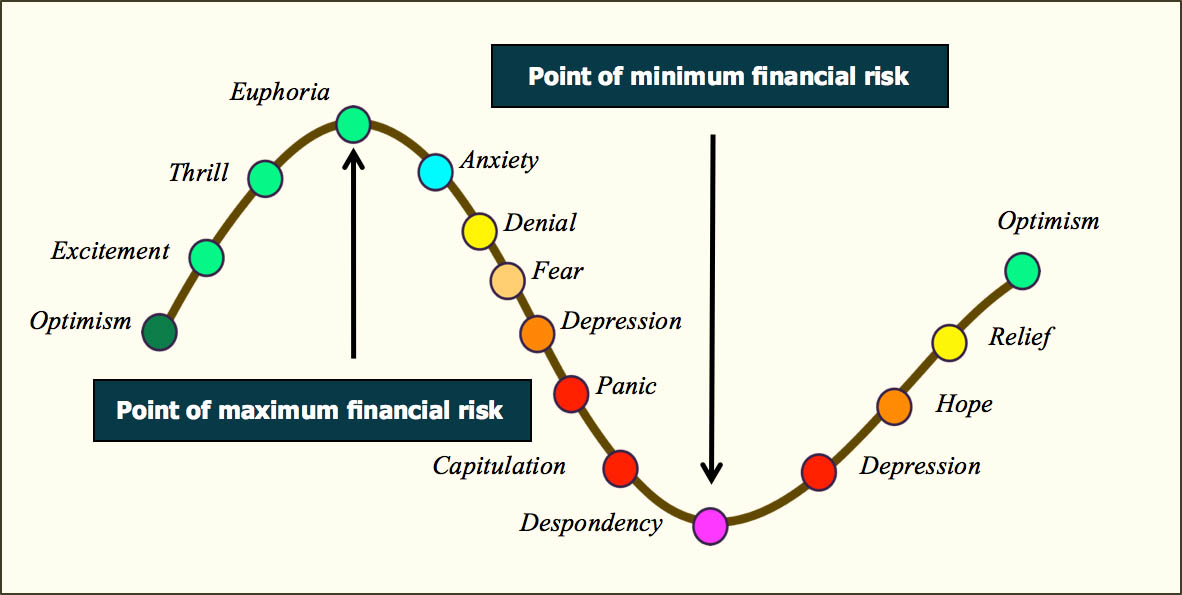 Point of minimum financial risk
Euphoria
Anxiety
Thrill
Denial
Optimism
Excitement
Fear
Optimism
Depression
Relief
Panic
Hope
Point of maximum financial risk
Capitulation
Depression
Despondency